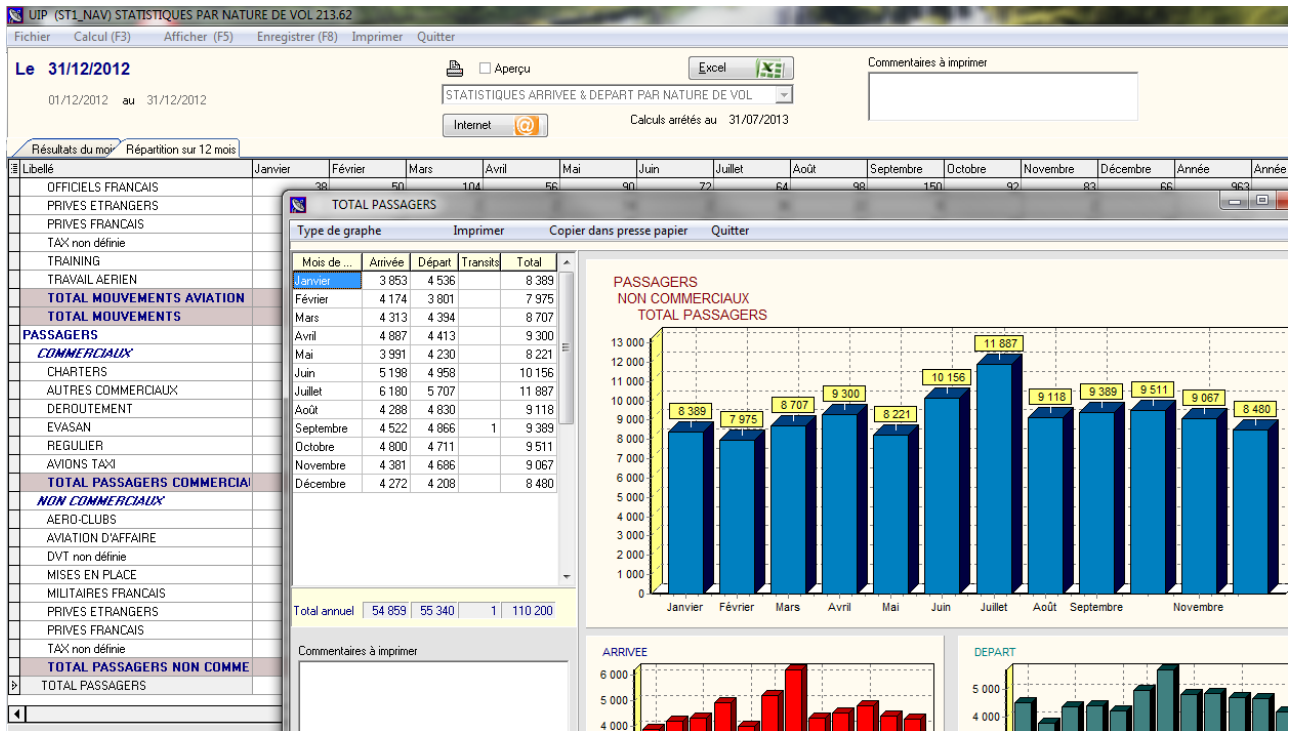 UIP (ST1_NAV) STATISTIQUES PAR NATURE DE VOL 213.62
Fichier Calcul (F3) Afficher (F5) Enregistrer (F8) Imprimer Quitter
Le 31/12/2012
Aperçu
Excel
Commentaires à imprimer
01/12/2012 au 31/12/2012
STATISTIQUES ARRIVEE & DEPART PAR NATURE DE VOL
Internet
Calculs arrétés au 31/07/2013
Résultats du moi
Répartition sur 12 mois
Libellé Janvier Février Mars Avril Mai Juin Juillet Août Septembre Octobre Novembre Décembre Année Année
OFFICIELS FRANCAIS 38 50 104 56 90 72 64 98 150 92 83 66 963
PRIVES ETRANGERS
PRIVES FRANCAIS
TAX non définie
TRAINING
TRAVAIL AERIEN
TOTAL MOUVEMENTS AVIATION
TOTAL MOUVEMENTS
PASSAGERS
COMMERCIAUX
CHARTERS
AUTRES COMMERCIAUX
DEROUTEMENT
EVASAN
REGULIER
AVIONS TAXI
TOTAL PASSAGERS COMMERCIA
NON COMMERCIAUX
AERO-CLUBS
AVIATION D'AFFAIRE
DVT non définie
MISES EN PLACE
MILITAIRES FRANCAIS
PRIVES ETRANGERS
PRIVES FRANCAIS
TAX non définie
TOTAL PASSAGERS NON COMME
TOTAL PASSAGERS
TOTAL PASSAGERS
Type de graphe Imprimer Copier dans presse papier Quitter
Mois de ... Arrivée Départ Transits Total
Janvier 3 853 4 536 8 389
Février 4 174 3 801 7 975
Mars 4 313 4 394 8 707
Avril 4 887 4 413 9 300
Mai 3 991 4 230 8 221
Juin 5 198 4 958 10 156
Juillet 6 180 5 707 11 887
Août 4 288 4 830 9 118
Septembre 4 522 4 866 1 9 389
Octobre 4 800 4 711 9 511
Novembre 4 381 4 686 9 067
Décembre 4 272 4 208 8 480
Total annuel 54 859 55 340 1 110 200
Commentaires à imprimer
PASSAGERS
NON COMMERCIAUX
TOTAL PASSAGERS
13 000
12 000
11 000
10 000
9 000
8 000
7 000
6 000
5 000
4 000
3 000
2 000
1 000
0
8 389 7 975 8 707 9 300 8 221 10 156 11 887 9 118 9 389 9 511 9 067 8 480
Janvier Février Mars Avril Mai Juin Juillet Août Septembre Novembre
ARRIVEE
6 000
5 000
4 000
DEPART
5 000
4 000